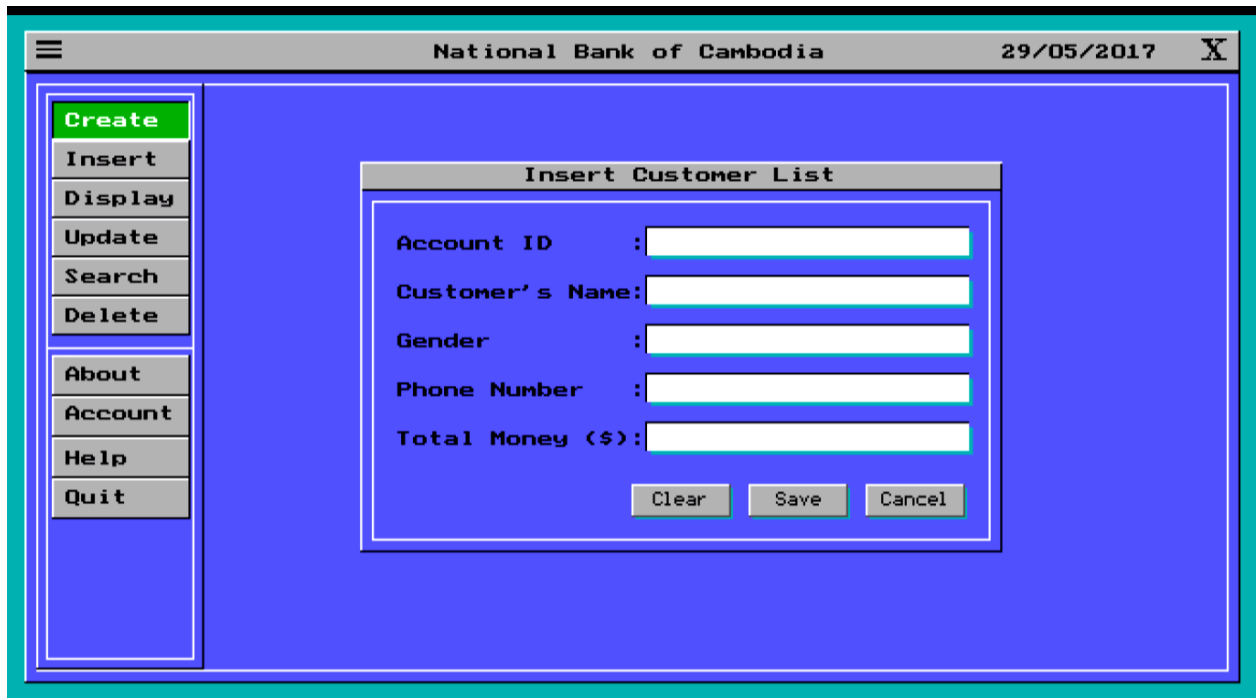 National Bank of Cambodia 29/05/2017 X
Create
Insert
Display
Update
Search
Delete
About
Account
Help
Quit
Insert Customer List
Account ID :
Customer's Name:
Gender :
Phone Number :
Total Money ($):
Clear Save Cancel